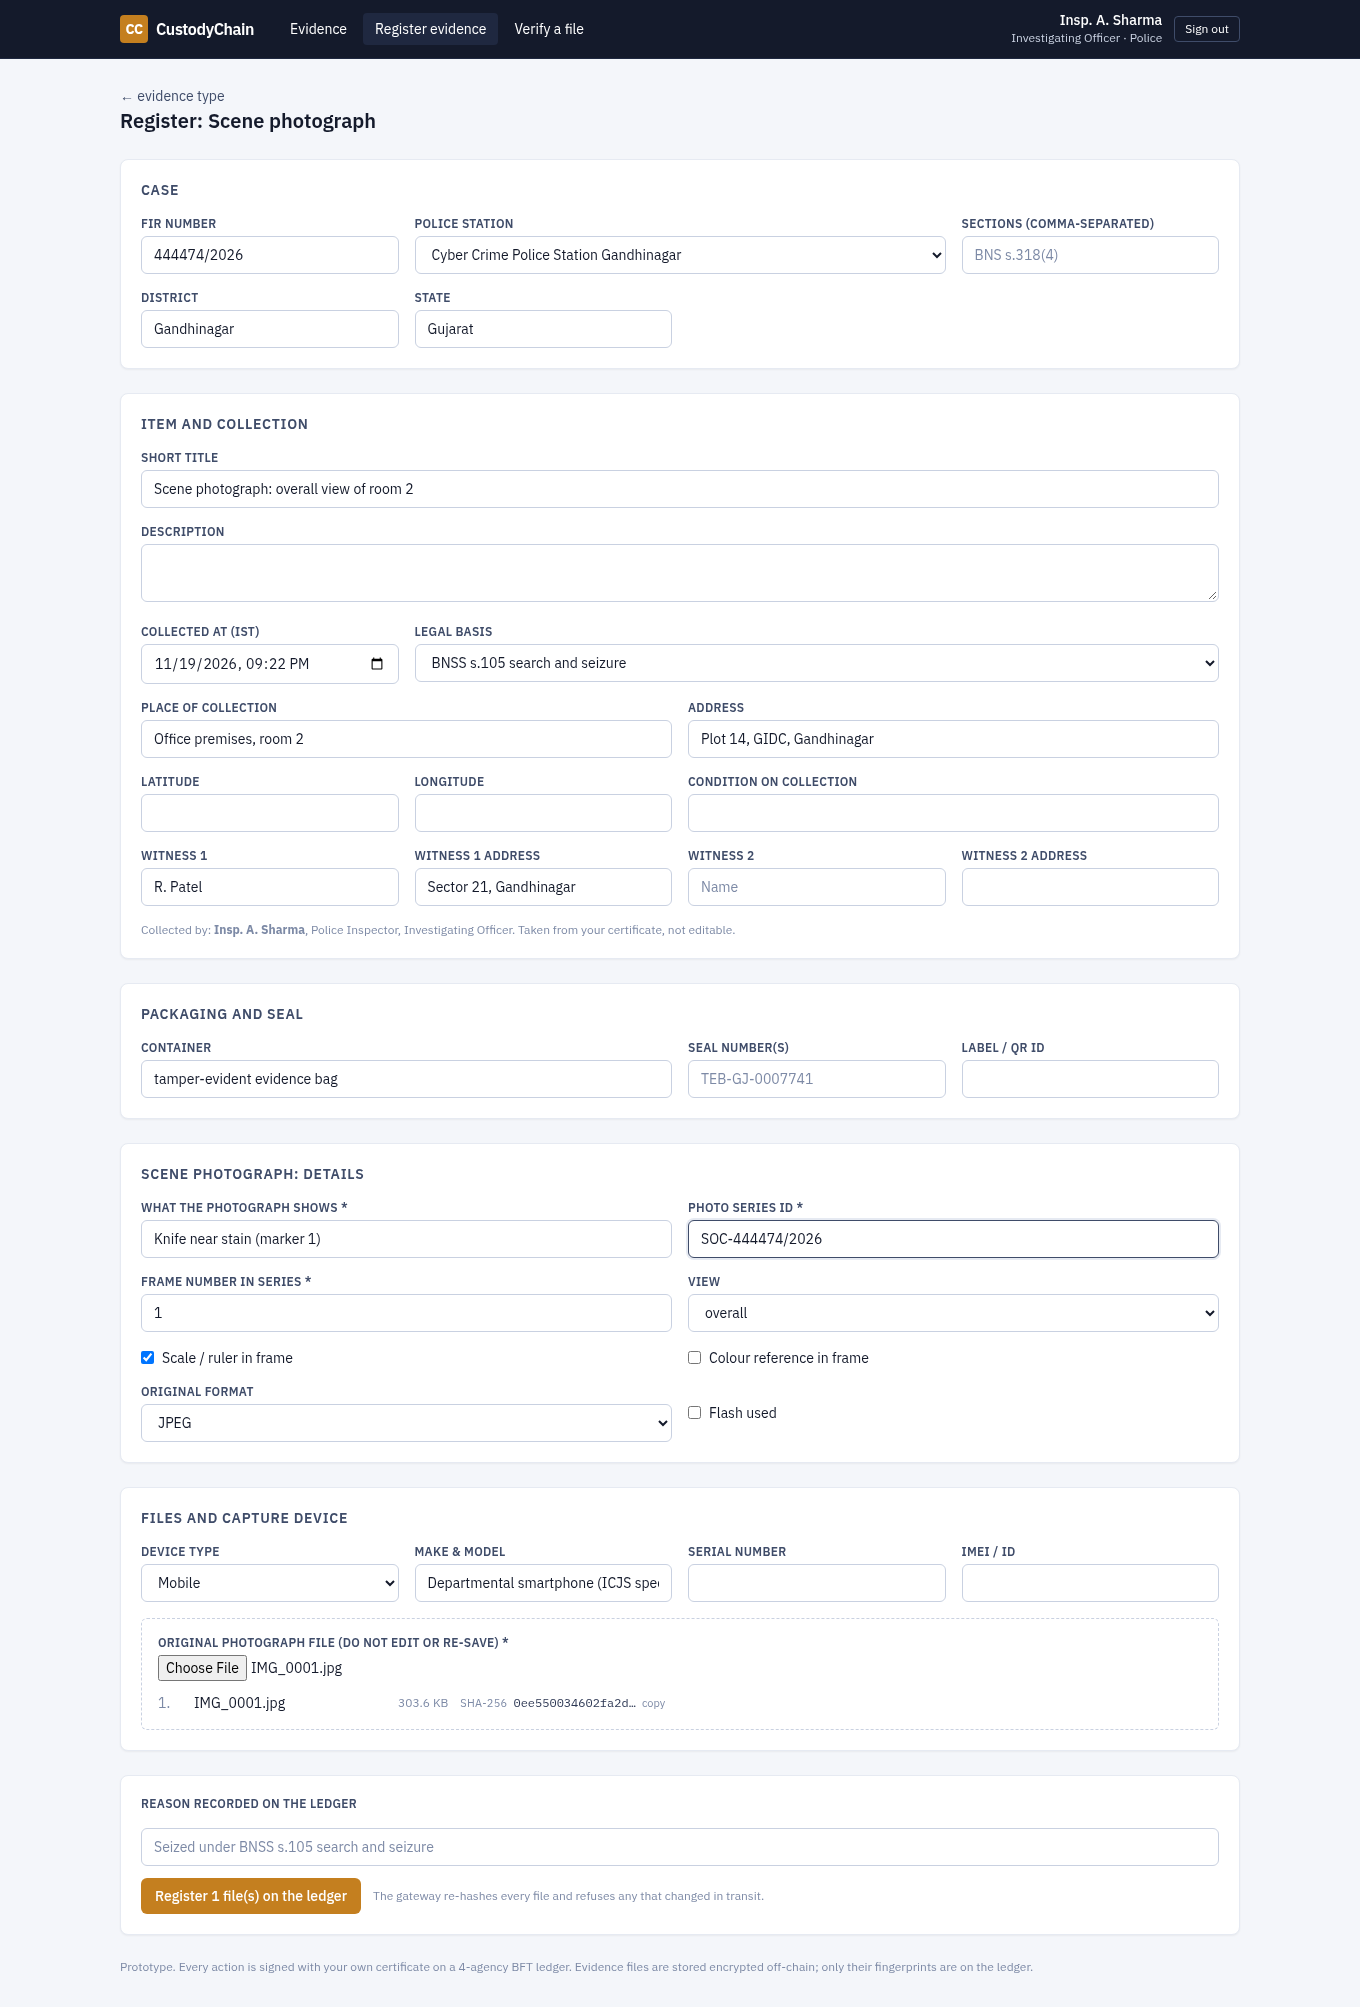 CC CustodyChain Evidence Register evidence Verify a file
Insp. A. Sharma
Investigating Officer · Police
Sign out
← evidence type
Register: Scene photograph
CASE
FIR NUMBER POLICE STATION SECTIONS (COMMA-SEPARATED)
444474/2026 Cyber Crime Police Station Gandhinagar BNS s.318(4)
DISTRICT STATE
Gandhinagar Gujarat
ITEM AND COLLECTION
SHORT TITLE
Scene photograph: overall view of room 2
DESCRIPTION
COLLECTED AT (IST) LEGAL BASIS
11/19/2026, 09:22 PM BNSS s.105 search and seizure
PLACE OF COLLECTION ADDRESS
Office premises, room 2 Plot 14, GIDC, Gandhinagar
LATITUDE LONGITUDE CONDITION ON COLLECTION
WITNESS 1 WITNESS 1 ADDRESS WITNESS 2 WITNESS 2 ADDRESS
R. Patel Sector 21, Gandhinagar Name
Collected by: Insp. A. Sharma, Police Inspector, Investigating Officer. Taken from your certificate, not editable.
PACKAGING AND SEAL
CONTAINER SEAL NUMBER(S) LABEL / QR ID
tamper-evident evidence bag TEB-GJ-0007741
SCENE PHOTOGRAPH: DETAILS
WHAT THE PHOTOGRAPH SHOWS * PHOTO SERIES ID *
Knife near stain (marker 1) SOC-444474/2026
FRAME NUMBER IN SERIES * VIEW
1 overall
Scale / ruler in frame Colour reference in frame
ORIGINAL FORMAT
JPEG Flash used
FILES AND CAPTURE DEVICE
DEVICE TYPE MAKE & MODEL SERIAL NUMBER IMEI / ID
Mobile Departmental smartphone (ICJS spe
ORIGINAL PHOTOGRAPH FILE (DO NOT EDIT OR RE-SAVE) *
Choose File IMG_0001.jpg
1. IMG_0001.jpg 303.6 KB SHA-256 0ee550034602fa2d… copy
REASON RECORDED ON THE LEDGER
Seized under BNSS s.105 search and seizure
Register 1 file(s) on the ledger The gateway re-hashes every file and refuses any that changed in transit.
Prototype. Every action is signed with your own certificate on a 4-agency BFT ledger. Evidence files are stored encrypted off-chain; only their fingerprints are on the ledger.